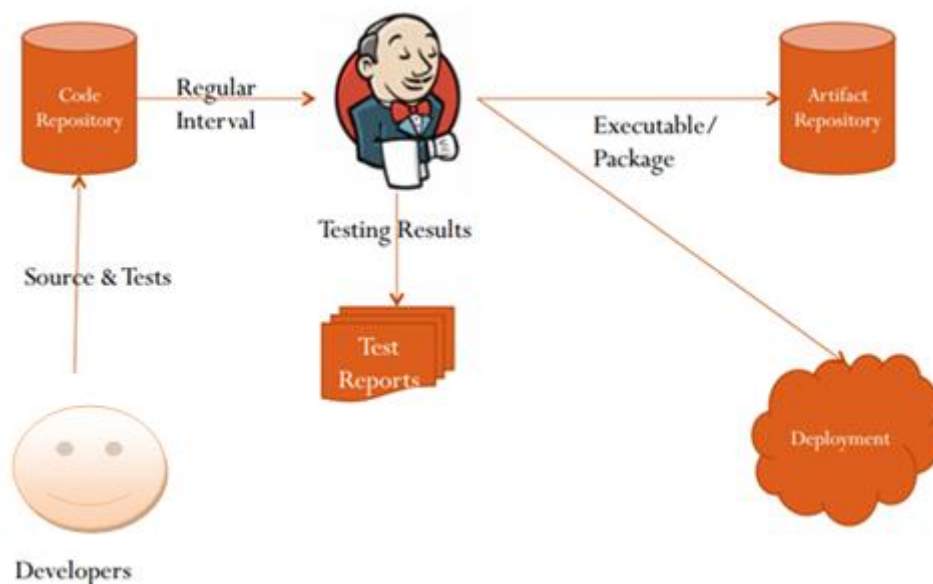 Code
Repository
Regular
Interval
Executable/
Package
Artifact
Repository
Testing Results
Source & Tests
Test
Reports
Deployment
Developers